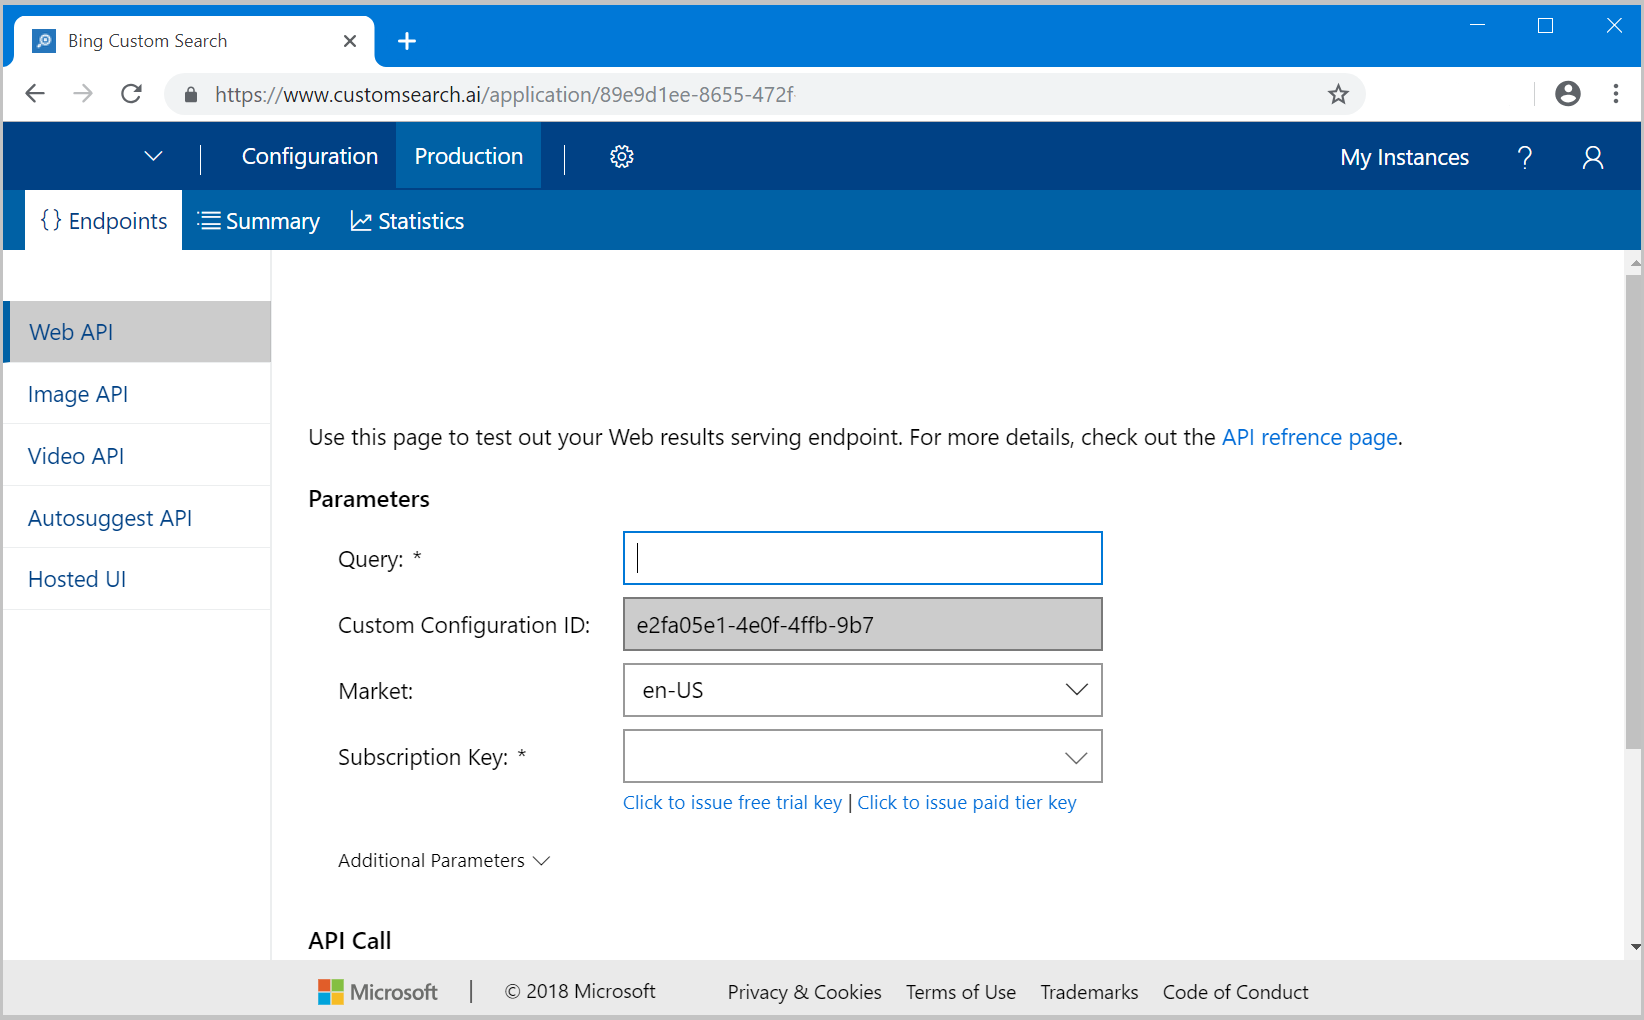 Bing Custom Search
https://www.customsearch.ai/application/89e9d1ee-8655-472f
Configuration Production My Instances ?
{} Endpoints Summary Statistics
Web API
Image API
Video API
Autosuggest API
Hosted UI
Use this page to test out your Web results serving endpoint. For more details, check out the API refrence page.
Parameters
Query: *
Custom Configuration ID: e2fa05e1-4e0f-4ffb-9b7
Market: en-US
Subscription Key: *
Click to issue free trial key | Click to issue paid tier key
Additional Parameters
API Call
Microsoft | © 2018 Microsoft Privacy & Cookies Terms of Use Trademarks Code of Conduct